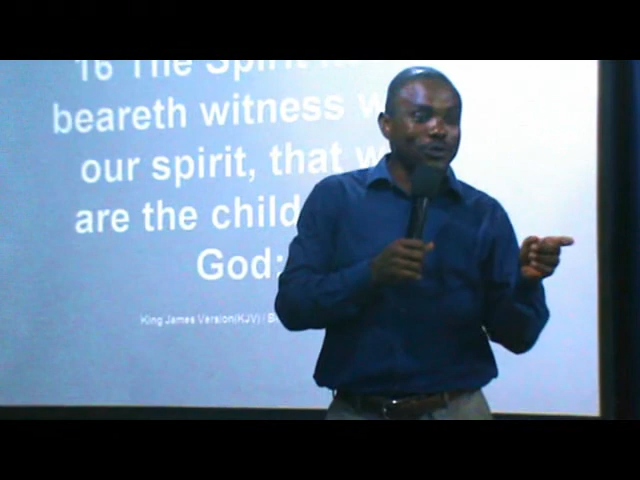 16 The Spirit
beareth witness
our spirit, that
are the child
God:
King James Version(KJV) /